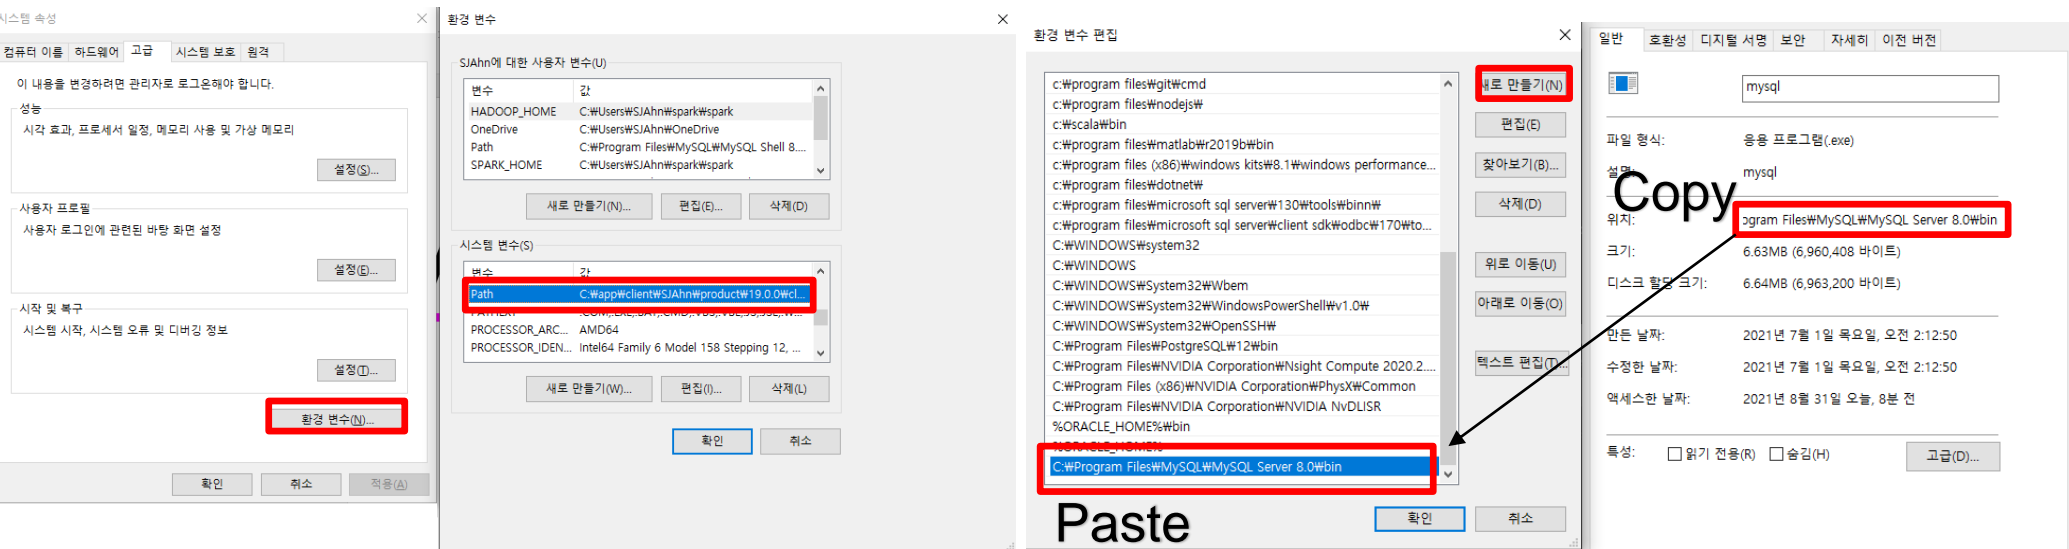 시스템 속성
컴퓨터 이름
하드웨어
고급
시스템 보호
원격
이 내용을 변경하려면 관리자로 로그온해야 합니다.
성능
시각 효과, 프로세서 일정, 메모리 사용 및 가상 메모리
설정(S)...
사용자 프로필
사용자 로그인에 관련된 바탕 화면 설정
설정(E)...
시작 및 복구
시스템 시작, 시스템 오류 및 디버깅 정보
설정(T)...
환경 변수(N)...
확인
취소
적용(A)
환경 변수
SJAhn에 대한 사용자 변수(U)
변수 값
HADOOP_HOME C:₩Users₩SJAhn₩spark₩spark
OneDrive C:₩Users₩SJAhn₩OneDrive
Path C:₩Program Files₩MySQL₩MySQL Shell 8....
SPARK_HOME C:₩Users₩SJAhn₩spark₩spark
새로 만들기(N)...
편집(E)...
삭제(D)
시스템 변수(S)
변수 값
Path C:₩app₩client₩SJAhn₩product₩19.0.0₩cl...
PATHEXT .COM;.EXE;.BAT;.CMD;.VBS;.VBE;.JS;.JSE;.W...
PROCESSOR_ARC... AMD64
PROCESSOR_IDEN... Intel64 Family 6 Model 158 Stepping 12, ...
새로 만들기(W)...
편집(I)...
삭제(L)
확인
취소
환경 변수 편집
c:₩program files₩git₩cmd
c:₩program files₩nodejs₩
c:₩scala₩bin
c:₩program files₩matlab₩r2019b₩bin
c:₩program files (x86)₩windows kits₩8.1₩windows performance...
c:₩program files₩dotnet₩
c:₩program files₩microsoft sql server₩130₩tools₩binn₩
c:₩program files₩microsoft sql server₩client sdk₩odbc₩170₩to...
C:₩WINDOWS₩system32
C:₩WINDOWS
C:₩WINDOWS₩System32₩Wbem
C:₩WINDOWS₩System32₩WindowsPowerShell₩v1.0₩
C:₩WINDOWS₩System32₩OpenSSH₩
C:₩Program Files₩PostgreSQL₩12₩bin
C:₩Program Files₩NVIDIA Corporation₩Nsight Compute 2020.2....
C:₩Program Files (x86)₩NVIDIA Corporation₩PhysX₩Common
C:₩Program Files₩NVIDIA Corporation₩NVIDIA NvDLISR
%ORACLE_HOME%₩bin
%ORACLE_HOME%
C:₩Program Files₩MySQL₩MySQL Server 8.0₩bin
새로 만들기(N)
편집(E)
찾아보기(B)...
삭제(D)
위로 이동(U)
아래로 이동(O)
텍스트 편집(T)...
확인
취소
Paste
일반
호환성
디지털 서명
보안
자세히
이전 버전
mysql
파일 형식: 응용 프로그램(.exe)
설명: mysql
Copy
위치: ogram Files₩MySQL₩MySQL Server 8.0₩bin
크기: 6.63MB (6,960,408 바이트)
디스크 할당 크기: 6.64MB (6,963,200 바이트)
만든 날짜: 2021년 7월 1일 목요일, 오전 2:12:50
수정한 날짜: 2021년 7월 1일 목요일, 오전 2:12:50
액세스한 날짜: 2021년 8월 31일 오늘, 8분 전
특성: 읽기 전용(R) 숨김(H)
고급(D)...